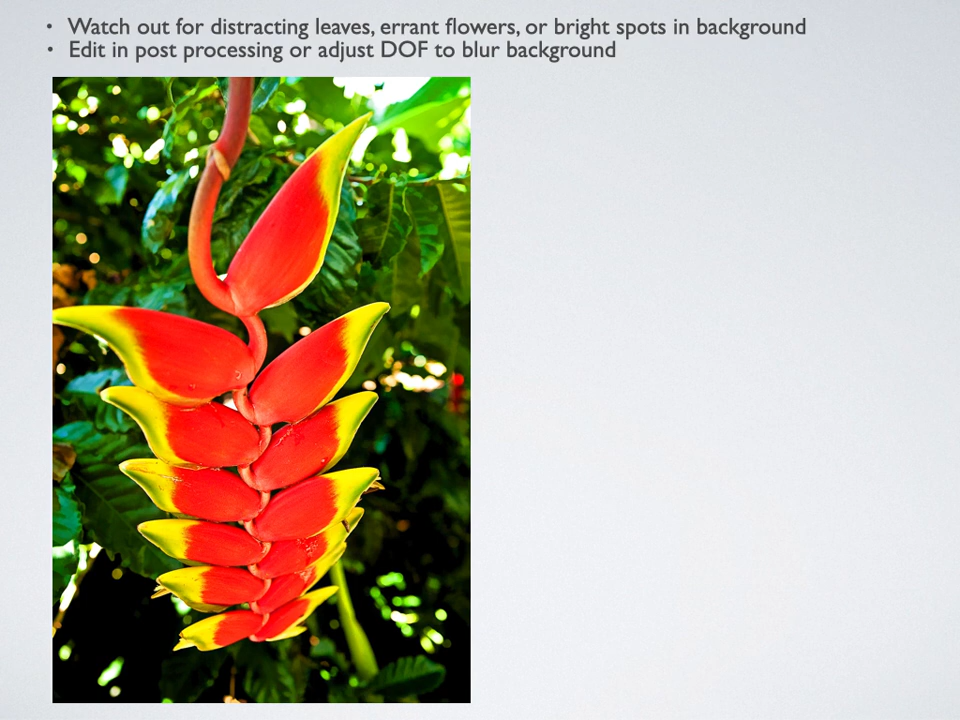 • Watch out for distracting leaves, errant flowers, or bright spots in background
• Edit in post processing or adjust DOF to blur background